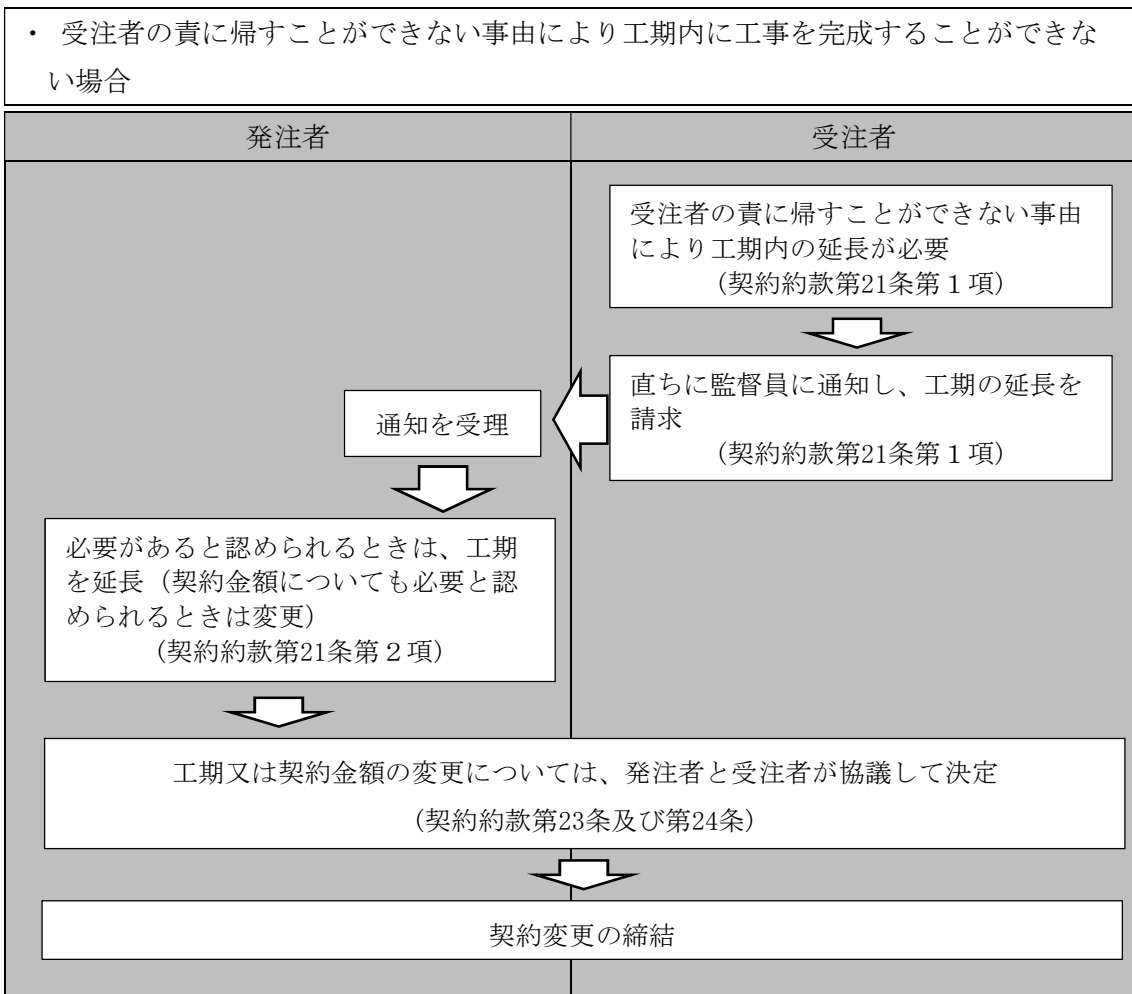 ・ 受注者の責に帰すことができない事由により工期内に工事を完成することができな
い場合
発注者
受注者
受注者の責に帰すことができない事由
により工期内の延長が必要
（契約約款第21条第１項）
直ちに監督員に通知し、工期の延長を
請求
（契約約款第21条第１項）
通知を受理
必要があると認められるときは、工期
を延長（契約金額についても必要と認
められるときは変更）
（契約約款第21条第２項）
工期又は契約金額の変更については、発注者と受注者が協議して決定
（契約約款第23条及び第24条）
契約変更の締結